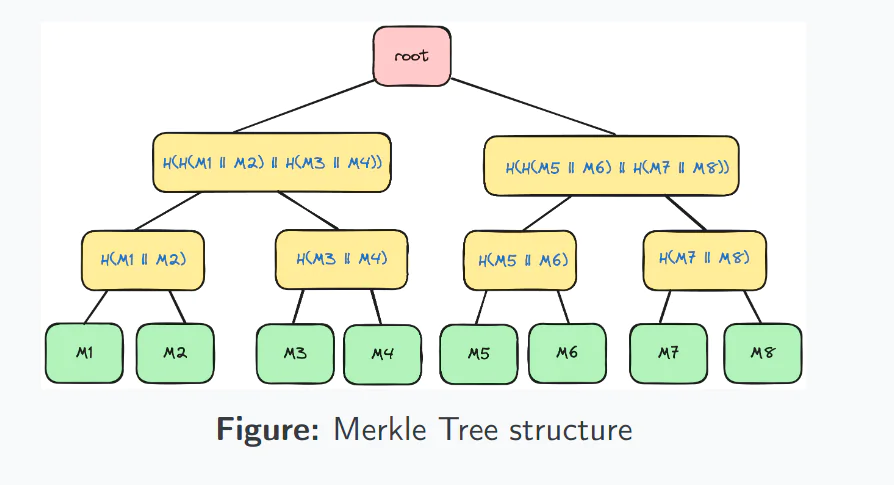 root
H(H(M1 || M2) || H(M3 || M4))
H(H(M5 || M6) || H(M7 || M8))
H(M1 || M2)
H(M3 || M4)
H(M5 || M6)
H(M7 || M8)
M1
M2
M3
M4
M5
M6
M7
M8
Figure: Merkle Tree structure